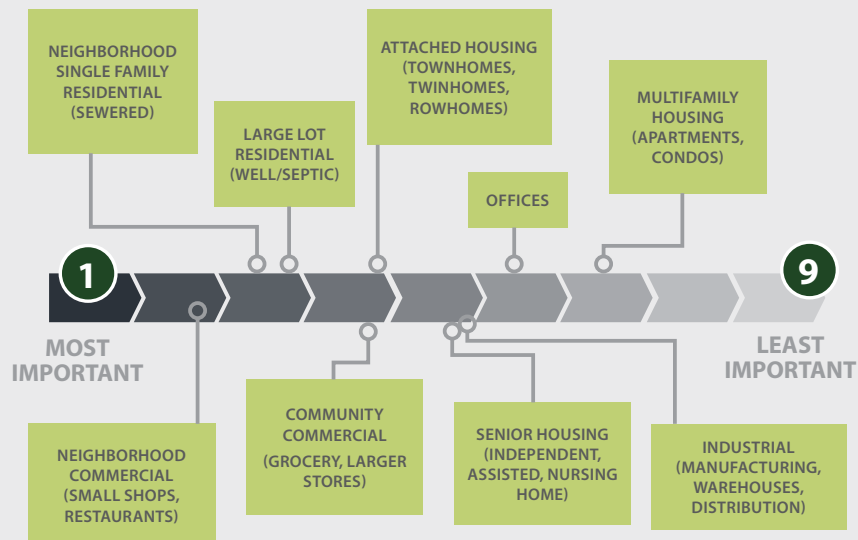 NEIGHBORHOOD
SINGLE FAMILY
RESIDENTIAL
(SEWERED)
LARGE LOT
RESIDENTIAL
(WELL/SEPTIC)
ATTACHED HOUSING
(TOWNHOMES,
TWINHOMES,
ROWHOMES)
OFFICES
MULTIFAMILY
HOUSING
(APARTMENTS,
CONDOS)
1
9
MOST
IMPORTANT
LEAST
IMPORTANT
NEIGHBORHOOD
COMMERCIAL
(SMALL SHOPS,
RESTAURANTS)
COMMUNITY
COMMERCIAL
(GROCERY, LARGER
STORES)
SENIOR HOUSING
(INDEPENDENT,
ASSISTED, NURSING
HOME)
INDUSTRIAL
(MANUFACTURING,
WAREHOUSES,
DISTRIBUTION)